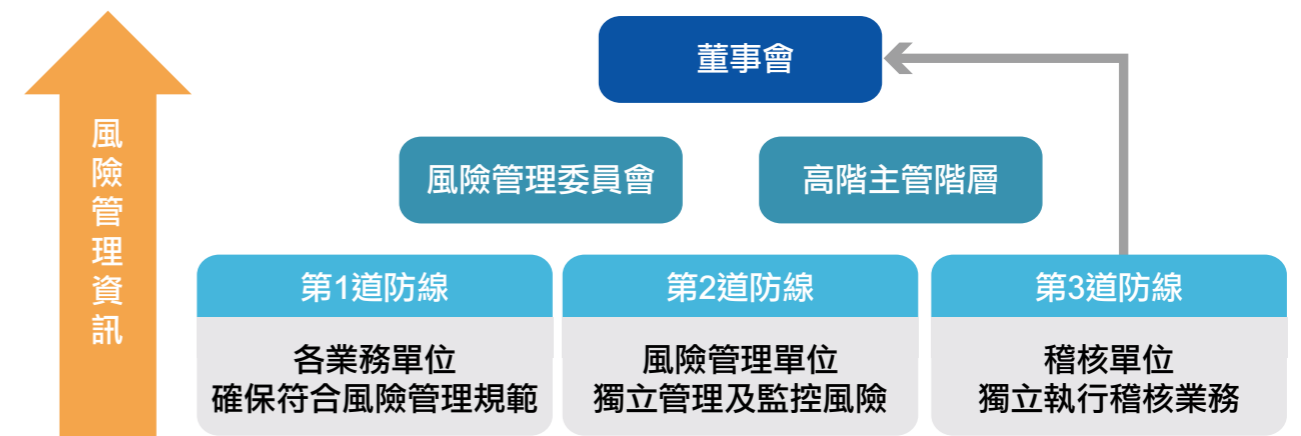 董事會
風險管理資訊
風險管理委員會
高階主管階層
第1道防線
各業務單位
確保符合風險管理規範
第2道防線
風險管理單位
獨立管理及監控風險
第3道防線
稽核單位
獨立執行稽核業務